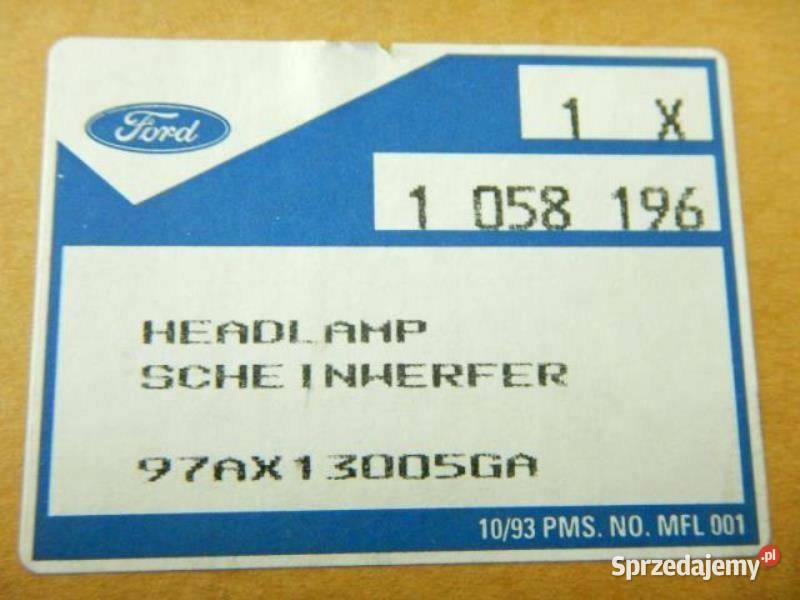 Ford
1 X
1 058 196
HEADLAMP
SCHEINWERFER
97AX13005GA
10/93 PMS. NO. MFL 001
Sprzedajemy.pl